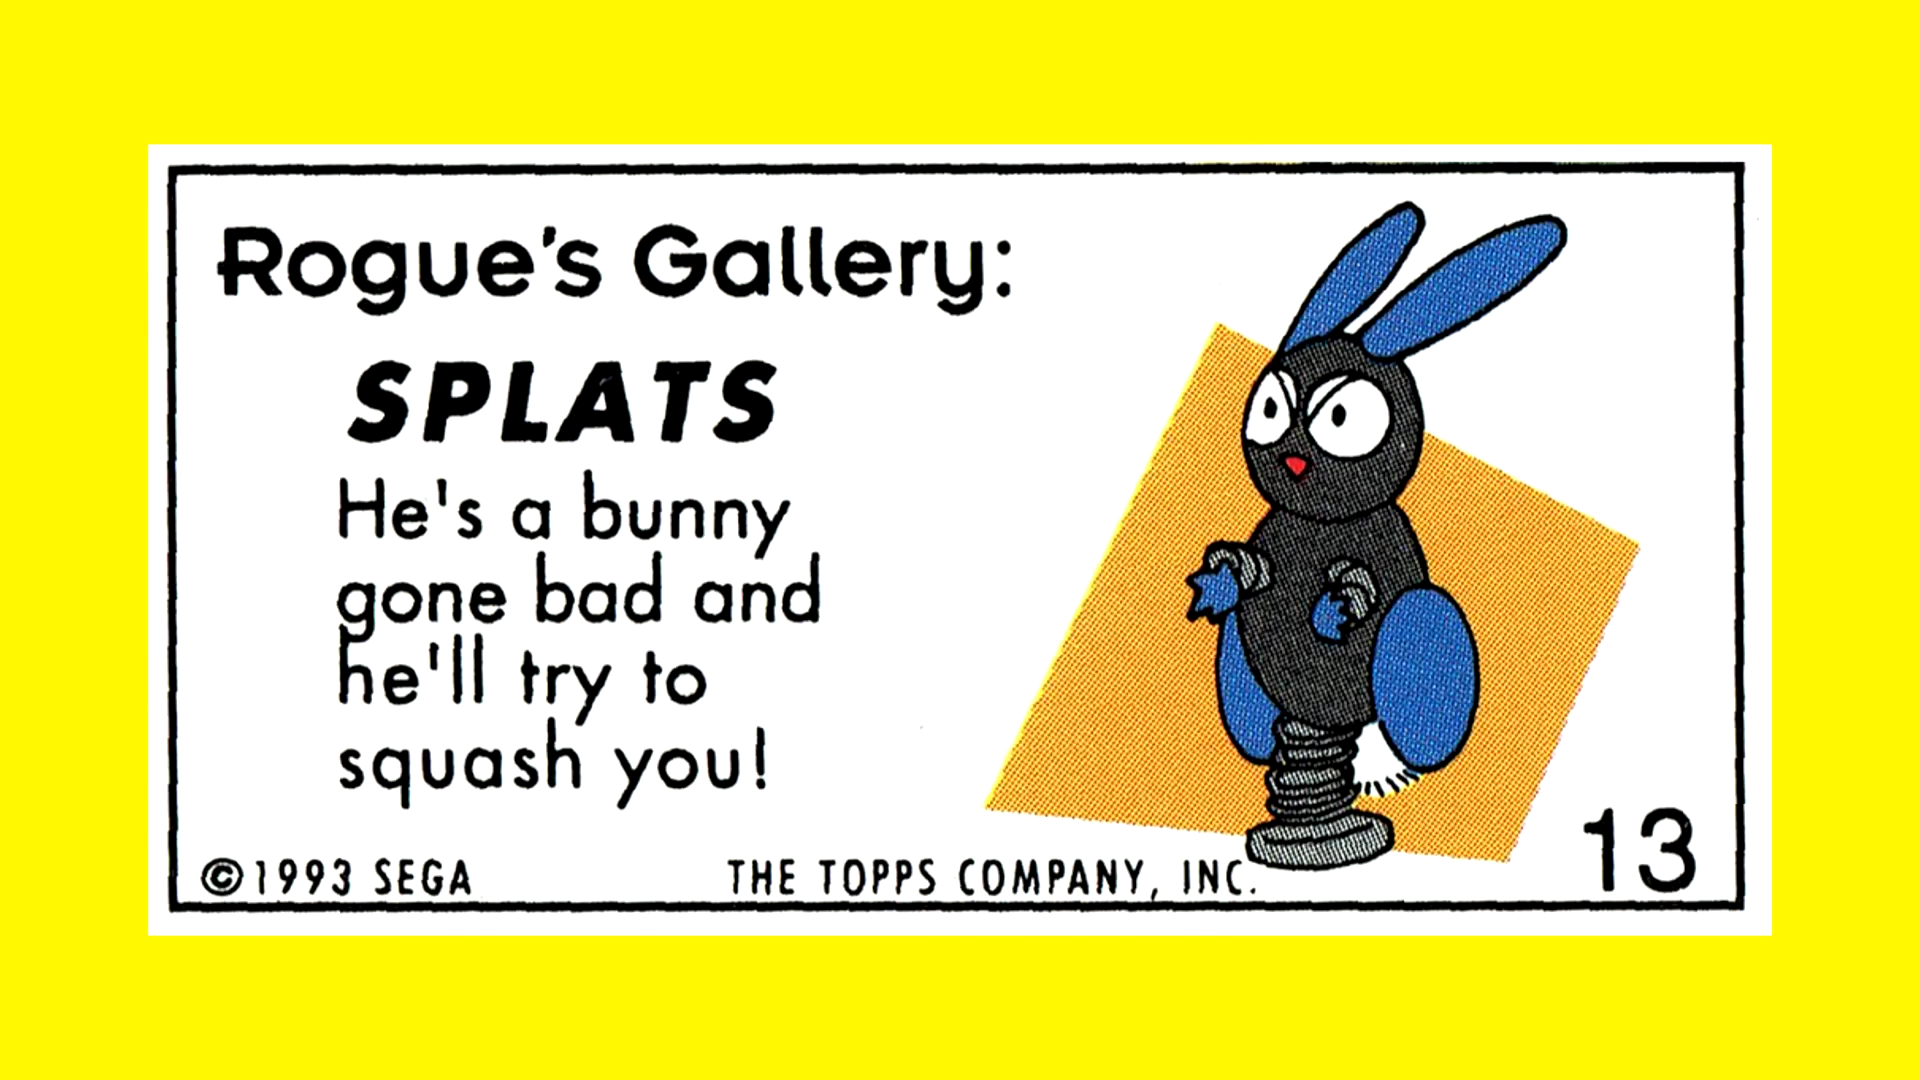 Rogue's Gallery:
SPLATS
He's a bunny
gone bad and
he'll try to
squash you!
©1993 SEGA
THE TOPPS COMPANY, INC.
13